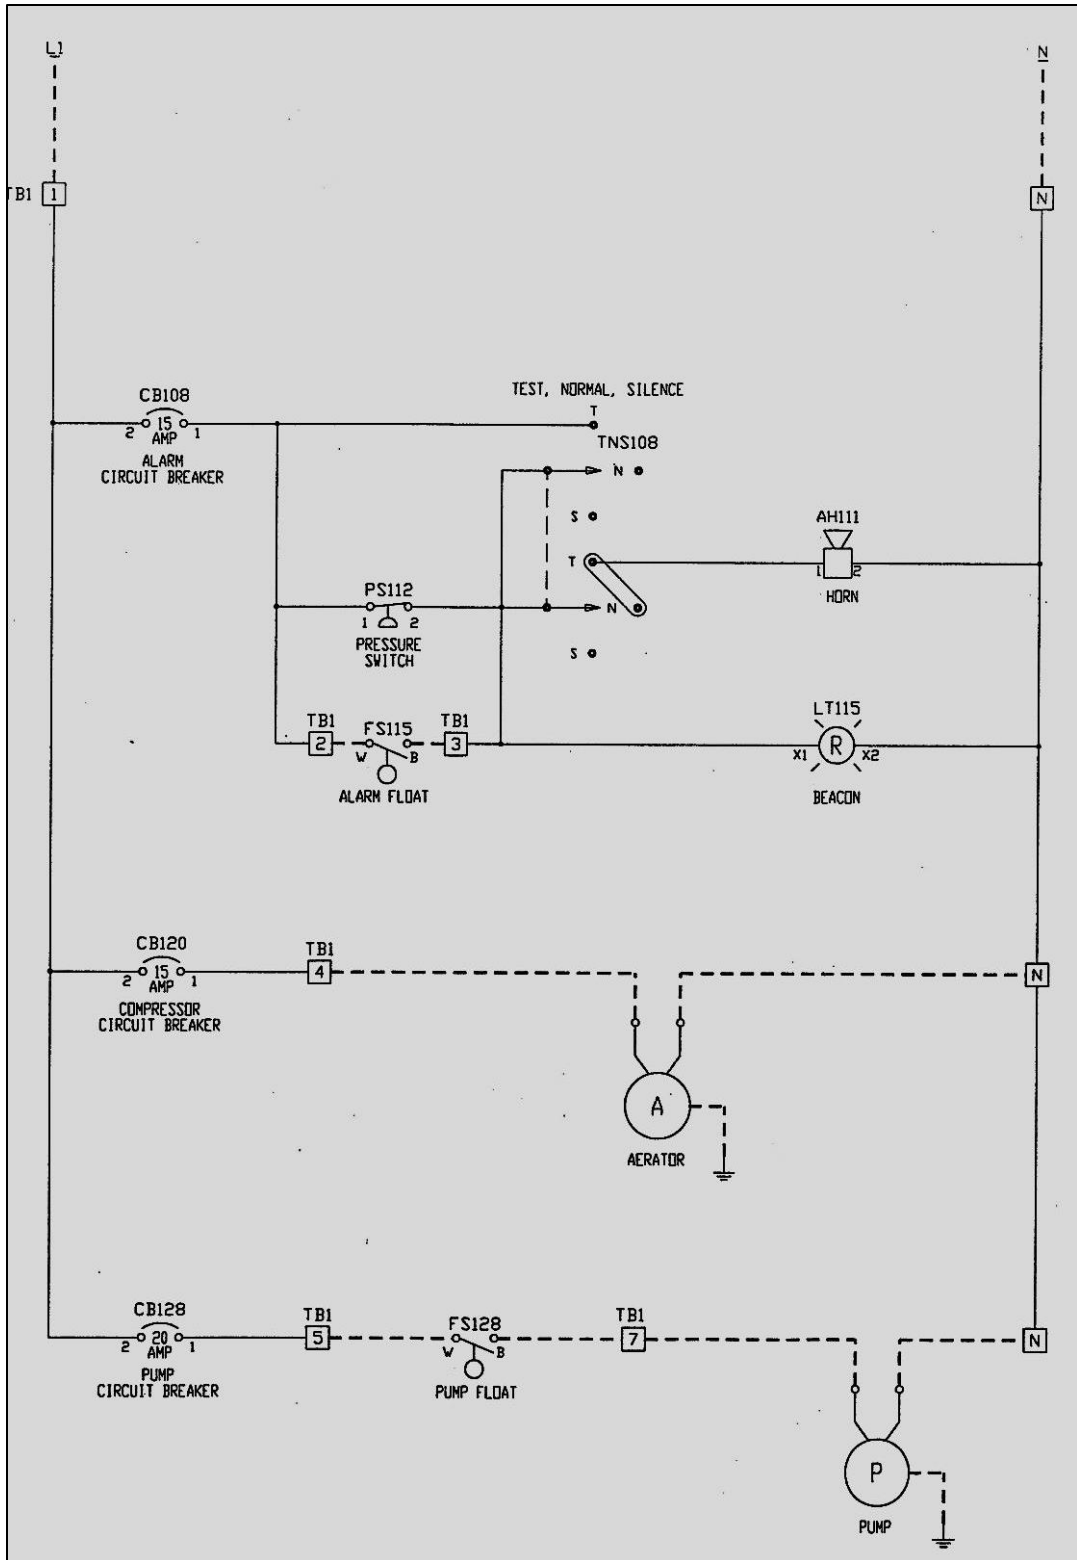 L1
N
TB1 1
N
TEST, NORMAL, SILENCE
CB108
T
TNS108
15
2 AMP 1
ALARM
CIRCUIT BREAKER
N
S
AH111
T
1 2
HORN
PS112
N
1 2
PRESSURE
SWITCH
S
LT115
TB1 FS115 TB1
2 W B 3
X1 R X2
ALARM FLOAT
BEACON
CB120
TB1
15
2 AMP 1
4
N
COMPRESSOR
CIRCUIT BREAKER
A
AERATOR
CB128
TB1 FS128 TB1
20
2 AMP 1
5 W B 7
N
PUMP
CIRCUIT BREAKER
PUMP FLOAT
P
PUMP